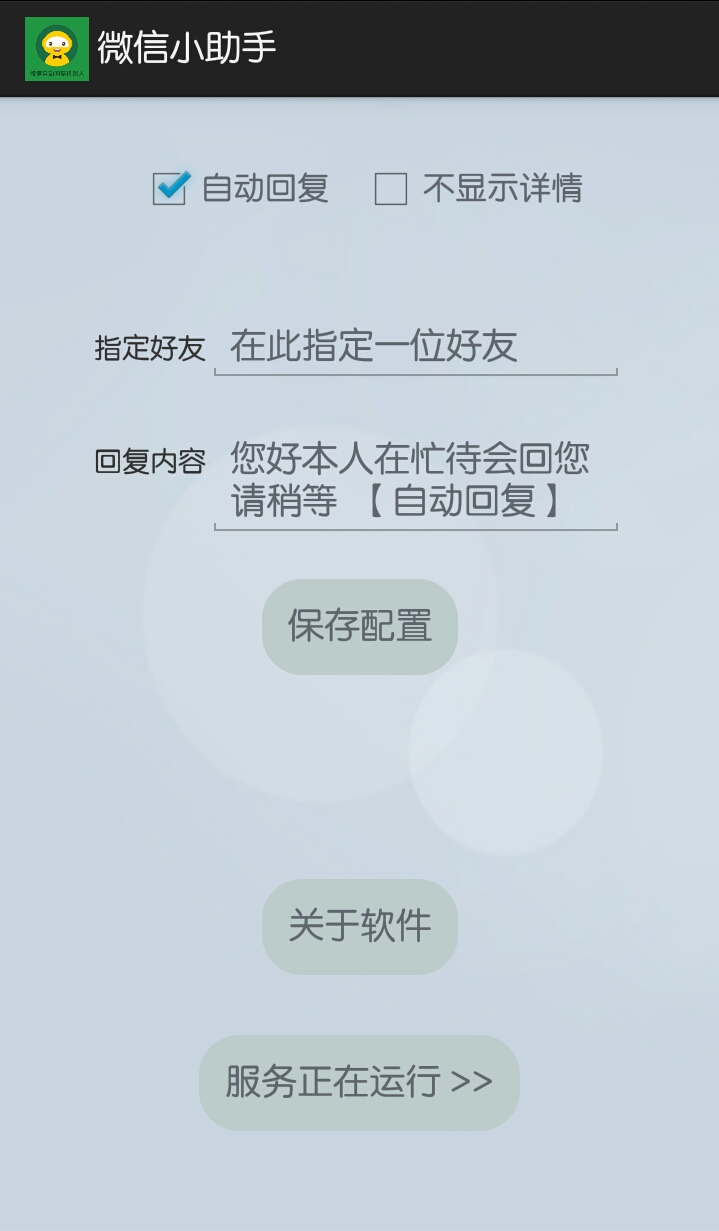 微信小助手
自动回复 不显示详情
指定好友 在此指定一位好友
回复内容 您好本人在忙待会回您
请稍等 【自动回复】
保存配置
关于软件
服务正在运行 >>